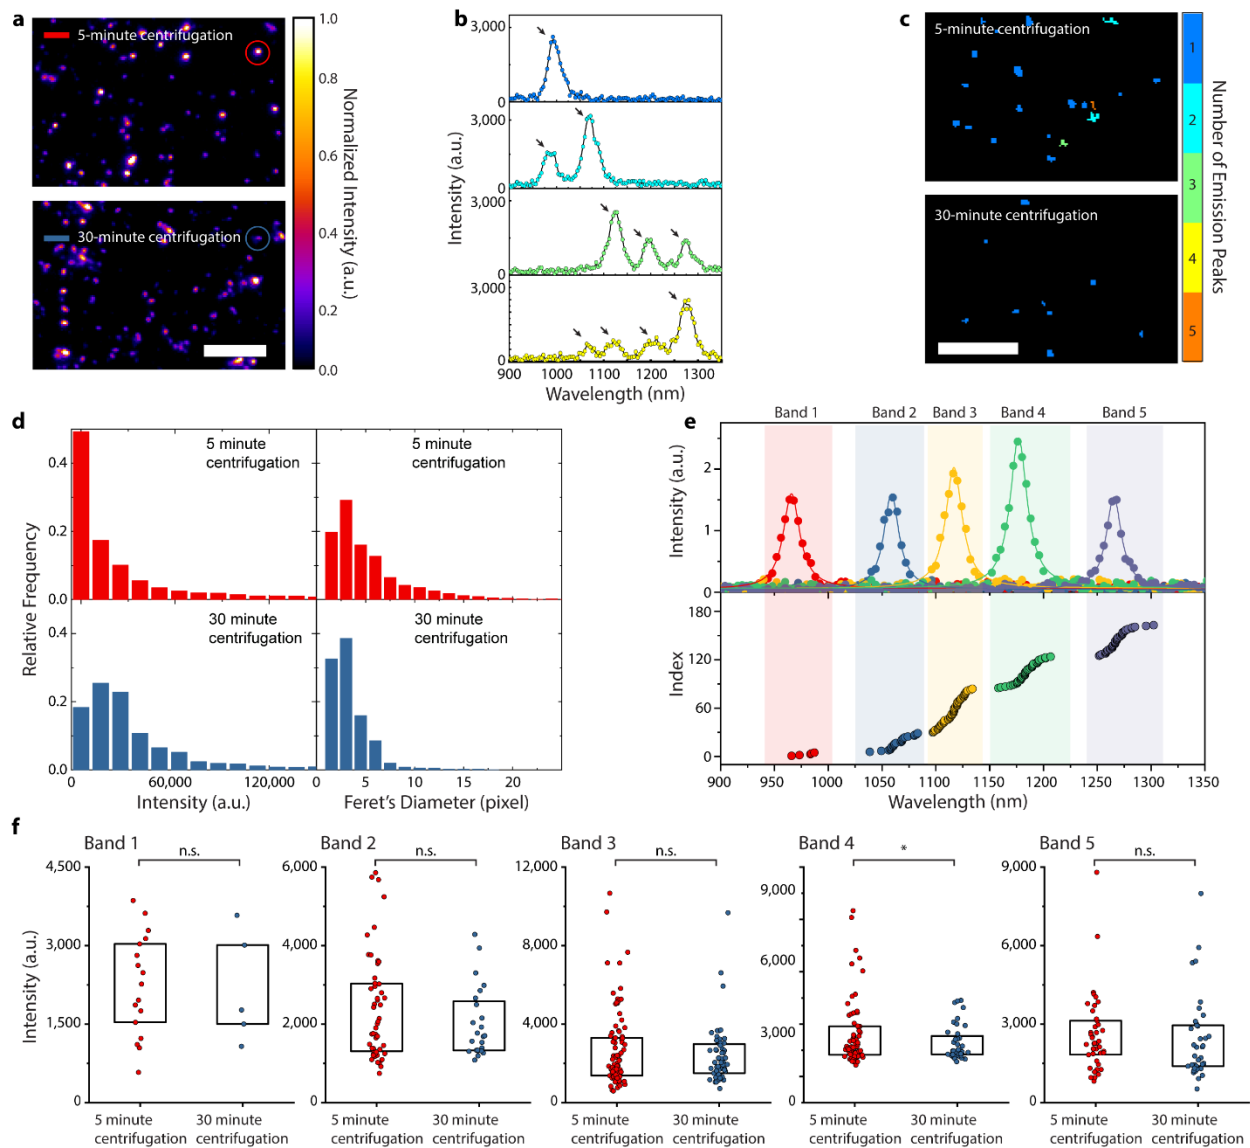 a
5-minute centrifugation
30-minute centrifugation
1.0
0.8
0.6
0.4
0.2
0.0
Normalized Intensity (a.u.)
b
3,000
0
3,000
0
3,000
0
3,000
0
900 1000 1100 1200 1300
Intensity (a.u.)
Wavelength (nm)
c
5-minute centrifugation
30-minute centrifugation
1
2
3
4
5
Number of Emission Peaks
d
5 minute
centrifugation
5 minute
centrifugation
30 minute
centrifugation
30 minute
centrifugation
0.4
0.2
0.0
0.4
0.2
0.0
Relative Frequency
60,000 120,000
0 5 10 15 20
Intensity (a.u.)
Feret's Diameter (pixel)
e
Band 1 Band 2 Band 3 Band 4 Band 5
2
1
0
Intensity (a.u.)
180
120
60
0
Index
900 950 1000 1050 1100 1150 1200 1250 1300 1350
Wavelength (nm)
f
Band 1
n.s.
4,500
3,000
1,500
0
Intensity (a.u.)
5 minute
centrifugation
30 minute
centrifugation
Band 2
n.s.
6,000
4,000
2,000
0
5 minute
centrifugation
30 minute
centrifugation
Band 3
n.s.
12,000
8,000
4,000
0
5 minute
centrifugation
30 minute
centrifugation
Band 4
*
9,000
6,000
3,000
0
5 minute
centrifugation
30 minute
centrifugation
Band 5
n.s.
9,000
6,000
3,000
0
5 minute
centrifugation
30 minute
centrifugation